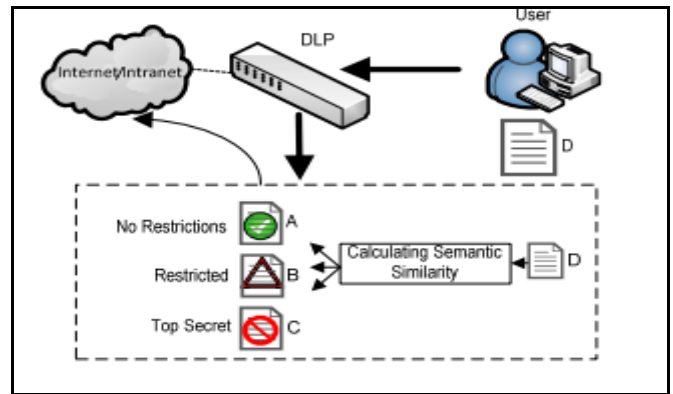 User
DLP
Internet/Intranet
D
No Restrictions
A
Calculating Semantic
Similarity
D
Restricted
B
Top Secret
C